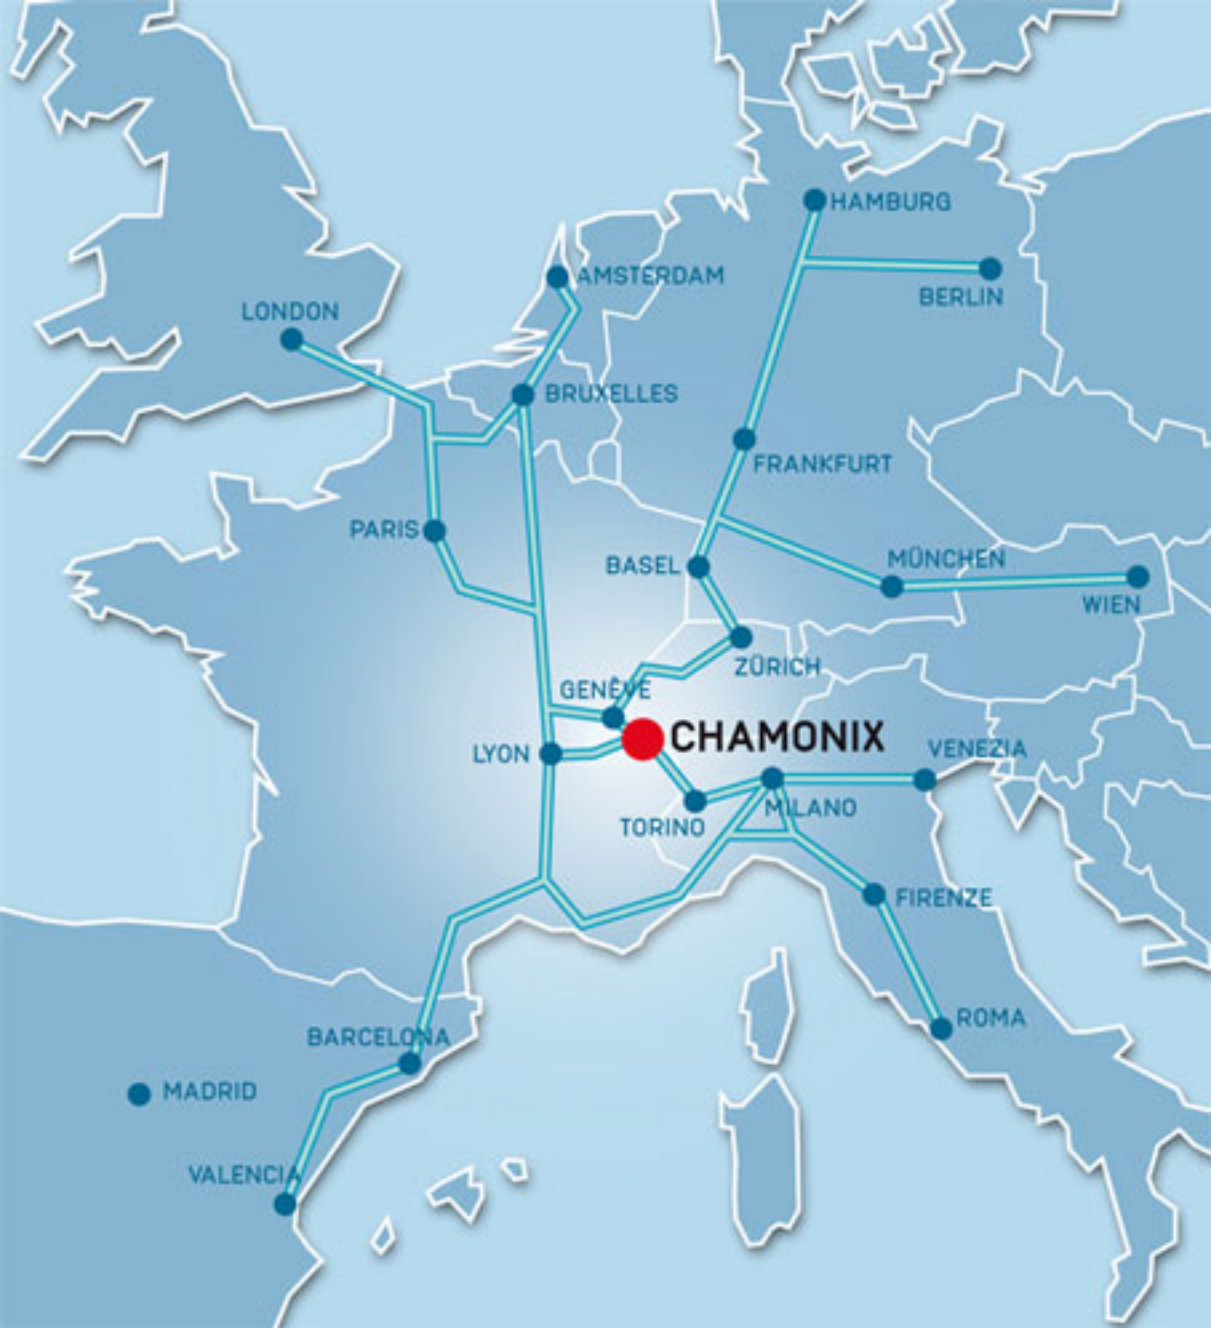 HAMBURG
AMSTERDAM
BERLIN
LONDON
BRUXELLES
FRANKFURT
PARIS
BASEL
MÜNCHEN
WIEN
ZÜRICH
GENÈVE
CHAMONIX
LYON
VENEZIA
MILANO
TORINO
FIRENZE
ROMA
BARCELONA
MADRID
VALENCIA